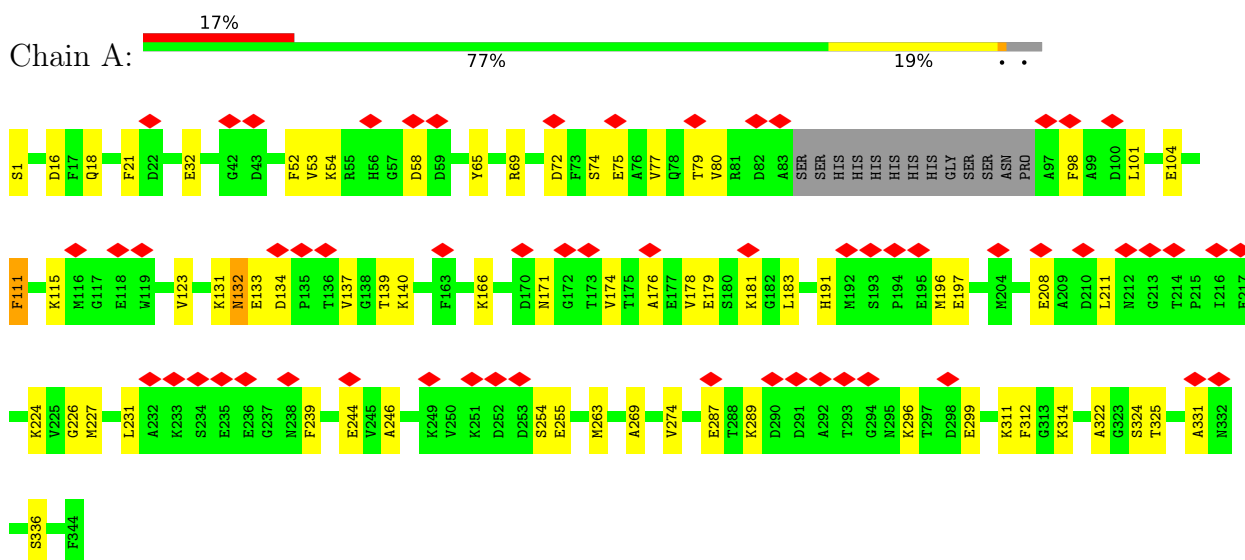 17%
Chain A:
77% 19% • •
S1 D16 F17 Q18 F21 D22 E32 G42 D43 F52 V53 K54 R55 H56 G57 D58 D59 Y65 R69 D72 F73 S74 E75 A76 V77 Q78 T79 V80 R81 D82 A83 SER SER HIS HIS HIS HIS HIS HIS GLY SER SER ASN PRO A97 F98 A99 D100 L101 E104
F111 K115 M116 G117 E118 W119 V123 K131 N132 E133 D134 P135 T136 V137 G138 T139 K140 F163 K166 D170 N171 G172 T173 V174 T175 A176 E177 V178 E179 S180 K181 G182 L183 H191 M192 S193 P194 E195 M196 E197 M204 E208 A209 D210 L211 N212 G213 T214 P215 I216 E217
K224 V225 G226 M227 L231 A232 K233 S234 E235 E236 G237 N238 F239 E244 V245 A246 K249 V250 K251 D252 D253 S254 E255 M263 A269 V274 E287 T288 K289 D290 D291 A292 T293 G294 N295 K296 T297 D298 E299 K311 F312 G313 K314 A322 G323 S324 T325 A331 N332
S336 F344